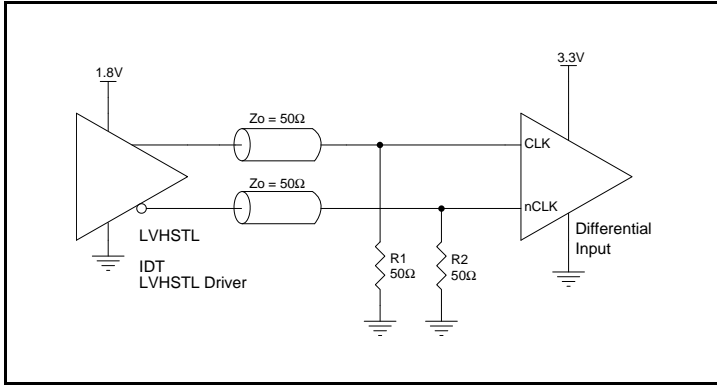 1.8V
3.3V
Zo = 50Ω
CLK
Zo = 50Ω
nCLK
LVHSTL
IDT
LVHSTL Driver
R1
50Ω
R2
50Ω
Differential
Input